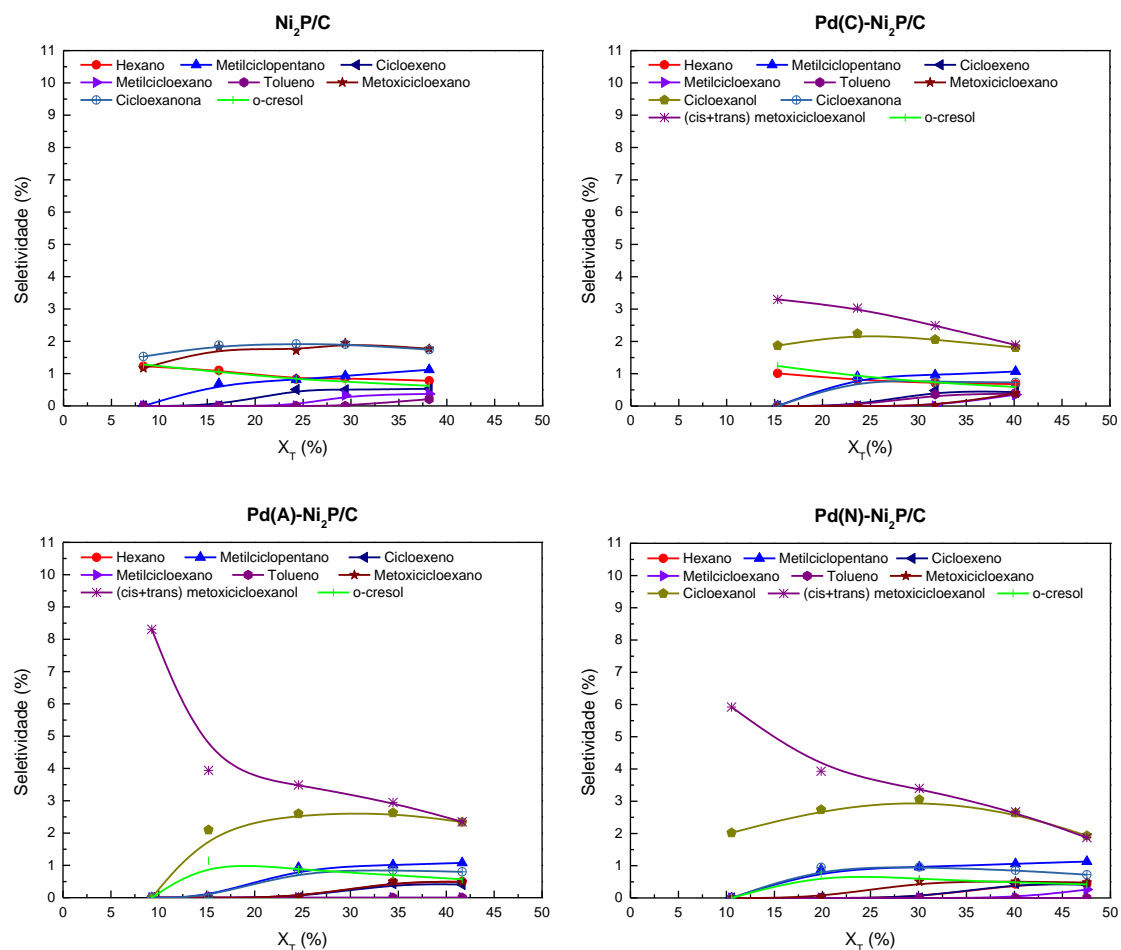 Ni₂P/C
Hexano Metilciclopentano Cicloexeno
Metilcicloexano Tolueno Metoxicicloexano
Cicloexanona o-cresol
Seletividade (%)
11
10
9
8
7
6
5
4
3
2
1
0
0 5 10 15 20 25 30 35 40 45 50
X_T (%)
Pd(C)-Ni₂P/C
Hexano Metilciclopentano Cicloexeno
Metilcicloexano Tolueno Metoxicicloexano
Cicloexanol Cicloexanona
(cis+trans) metoxicicloexanol o-cresol
Seletividade (%)
11
10
9
8
7
6
5
4
3
2
1
0
0 5 10 15 20 25 30 35 40 45 50
X_T(%)
Pd(A)-Ni₂P/C
Hexano Metilciclopentano Cicloexeno
Metilcicloexano Tolueno Metoxicicloexano
(cis+trans) metoxicicloexanol o-cresol
Seletividade (%)
11
10
9
8
7
6
5
4
3
2
1
0
0 5 10 15 20 25 30 35 40 45 50
X_T (%)
Pd(N)-Ni₂P/C
Hexano Metilciclopentano Cicloexeno
Metilcicloexano Tolueno Metoxicicloexano
Cicloexanol (cis+trans) metoxicicloexanol o-cresol
Seletividade (%)
11
10
9
8
7
6
5
4
3
2
1
0
0 5 10 15 20 25 30 35 40 45 50
X_T (%)